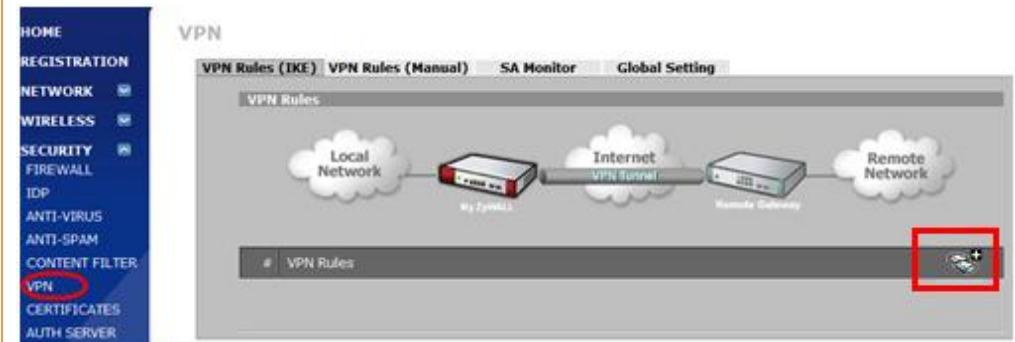 HOME
REGISTRATION
NETWORK
WIRELESS
SECURITY
FIREWALL
IDP
ANTI-VIRUS
ANTI-SPAM
CONTENT FILTER
VPN
CERTIFICATES
AUTH SERVER
VPN
VPN Rules (IKE) VPN Rules (Manual) SA Monitor Global Setting
VPN Rules
Local
Network
My ZyWALL
Internet
VPN Tunnel
Remote Gateway
Remote
Network
# VPN Rules